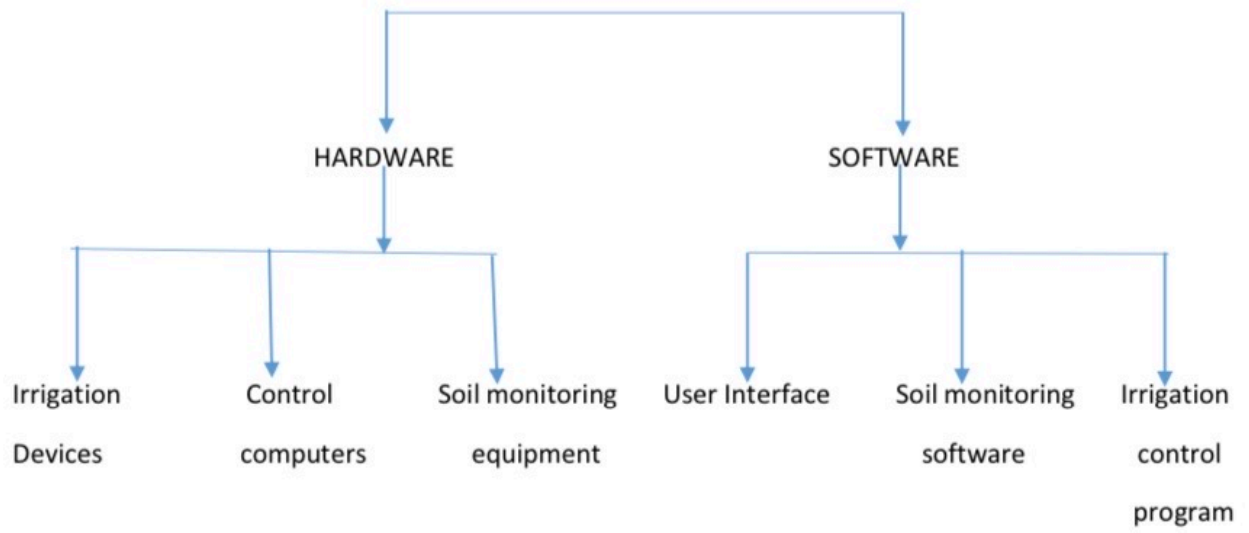 HARDWARE
SOFTWARE
Irrigation
Devices
Control
computers
Soil monitoring
equipment
User Interface
Soil monitoring
software
Irrigation
control
program